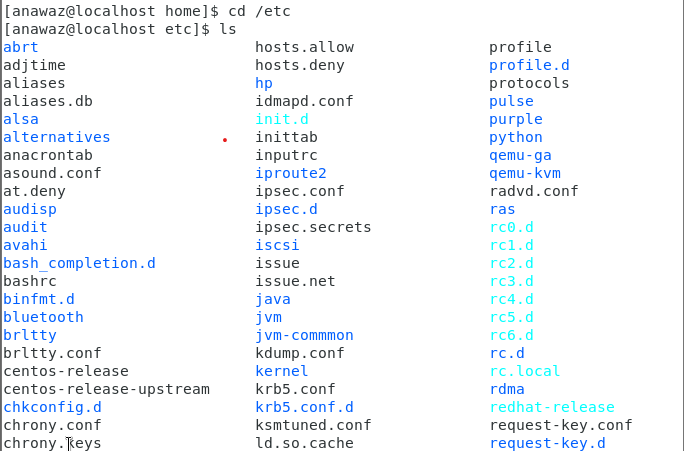 [anawaz@localhost home]$ cd /etc
[anawaz@localhost etc]$ ls
abrt hosts.allow profile
adjtime hosts.deny profile.d
aliases hp protocols
aliases.db idmapd.conf pulse
alsa init.d purple
alternatives inittab python
anacrontab inputrc qemu-ga
asound.conf iproute2 qemu-kvm
at.deny ipsec.conf radvd.conf
audisp ipsec.d ras
audit ipsec.secrets rc0.d
avahi iscsi rc1.d
bash_completion.d issue rc2.d
bashrc issue.net rc3.d
binfmt.d java rc4.d
bluetooth jvm rc5.d
brltty jvm-commmon rc6.d
brltty.conf kdump.conf rc.d
centos-release kernel rc.local
centos-release-upstream krb5.conf rdma
chkconfig.d krb5.conf.d redhat-release
chrony.conf ksmtuned.conf request-key.conf
chrony.keys ld.so.cache request-key.d